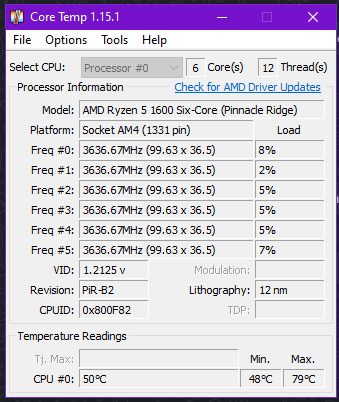 Core Temp 1.15.1
File Options Tools Help
Select CPU: Processor #0 6 Core(s) 12 Thread(s)
Processor Information Check for AMD Driver Updates
Model: AMD Ryzen 5 1600 Six-Core (Pinnacle Ridge)
Platform: Socket AM4 (1331 pin) Load
Freq #0: 3636.67MHz (99.63 x 36.5) 8%
Freq #1: 3636.67MHz (99.63 x 36.5) 2%
Freq #2: 3636.67MHz (99.63 x 36.5) 5%
Freq #3: 3636.67MHz (99.63 x 36.5) 5%
Freq #4: 3636.67MHz (99.63 x 36.5) 5%
Freq #5: 3636.67MHz (99.63 x 36.5) 7%
VID: 1.2125 v Modulation:
Revision: PiR-B2 Lithography: 12 nm
CPUID: 0x800F82 TDP:
Temperature Readings
Tj. Max: Min. Max.
CPU #0: 50°C 48°C 79°C